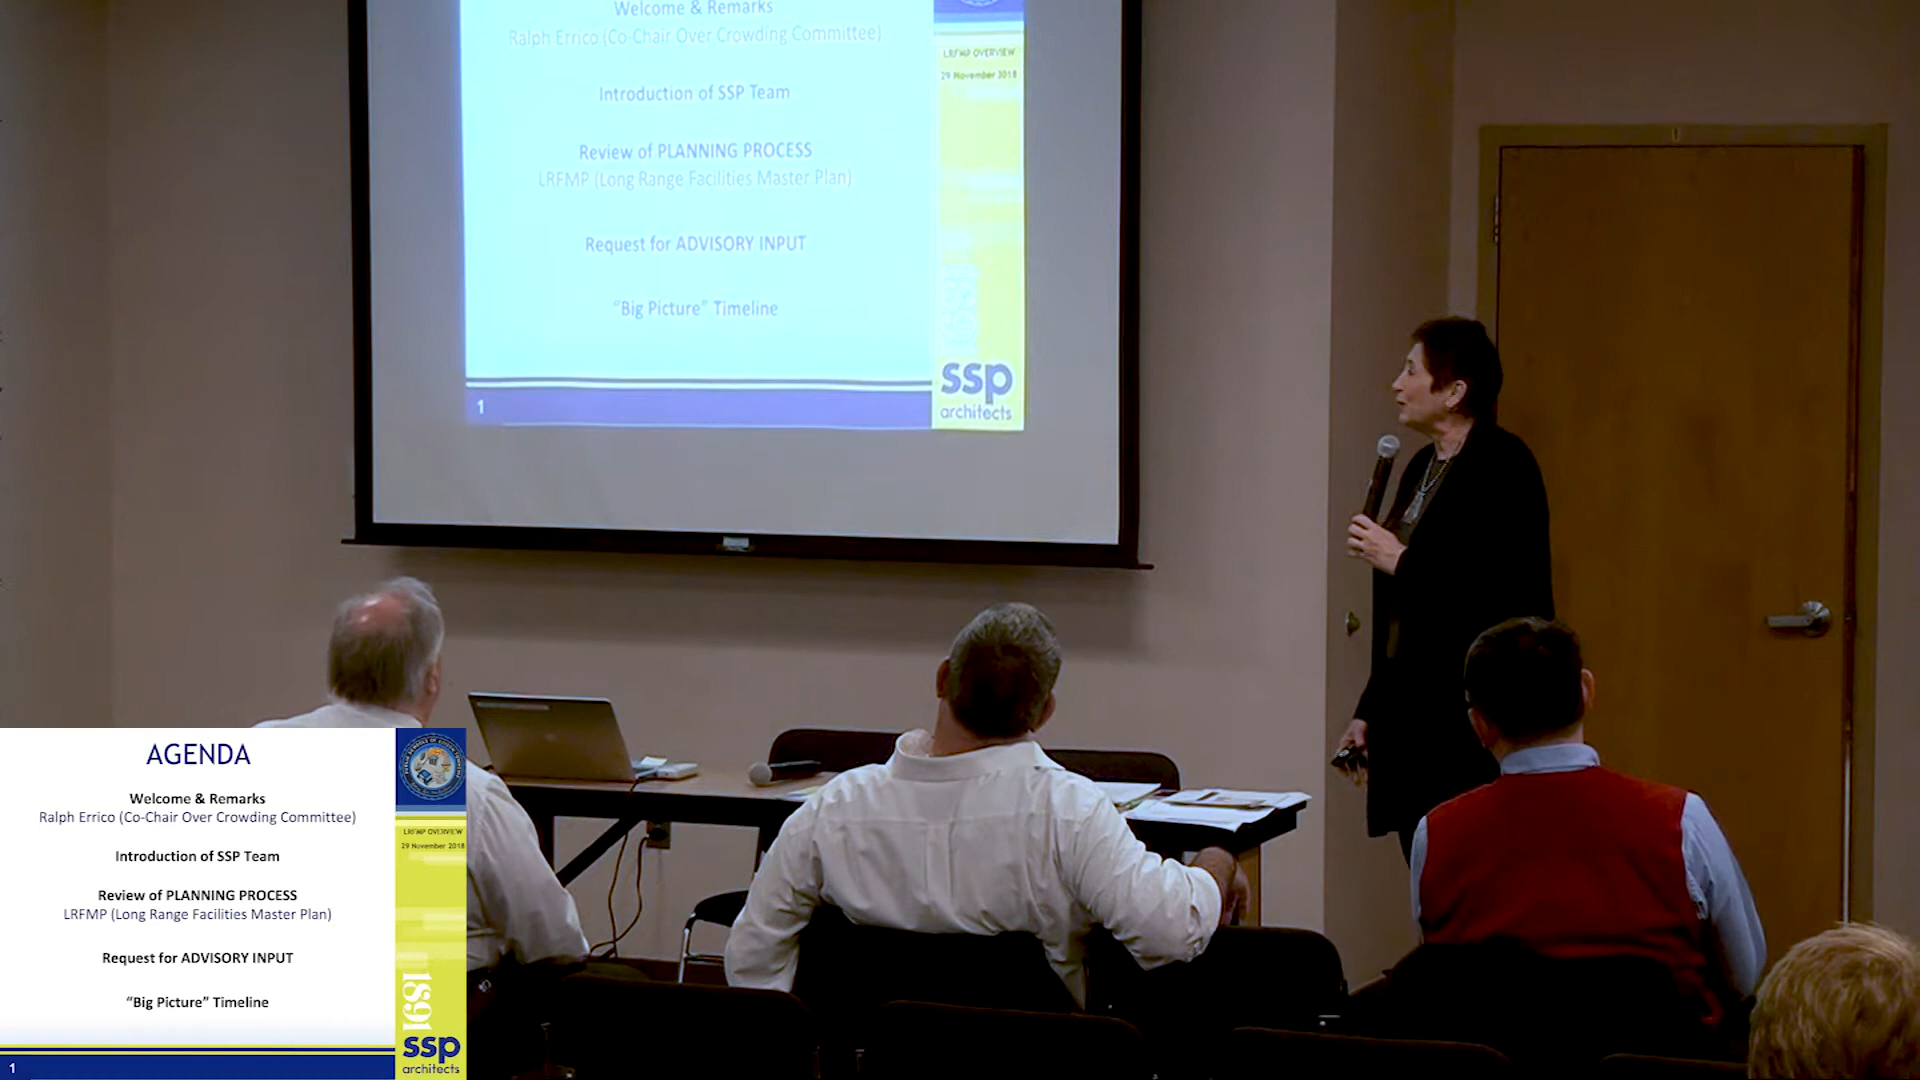 Welcome & Remarks
Ralph Errico (Co-Chair Over Crowding Committee)
Introduction of SSP Team
Review of PLANNING PROCESS
LRFMP (Long Range Facilities Master Plan)
Request for ADVISORY INPUT
"Big Picture" Timeline
1
LRFMP OVERVIEW
29 November 2018
1891
ssp
architects
AGENDA
Welcome & Remarks
Ralph Errico (Co-Chair Over Crowding Committee)
Introduction of SSP Team
Review of PLANNING PROCESS
LRFMP (Long Range Facilities Master Plan)
Request for ADVISORY INPUT
"Big Picture" Timeline
1
LRFMP OVERVIEW
29 November 2018
1891
ssp
architects